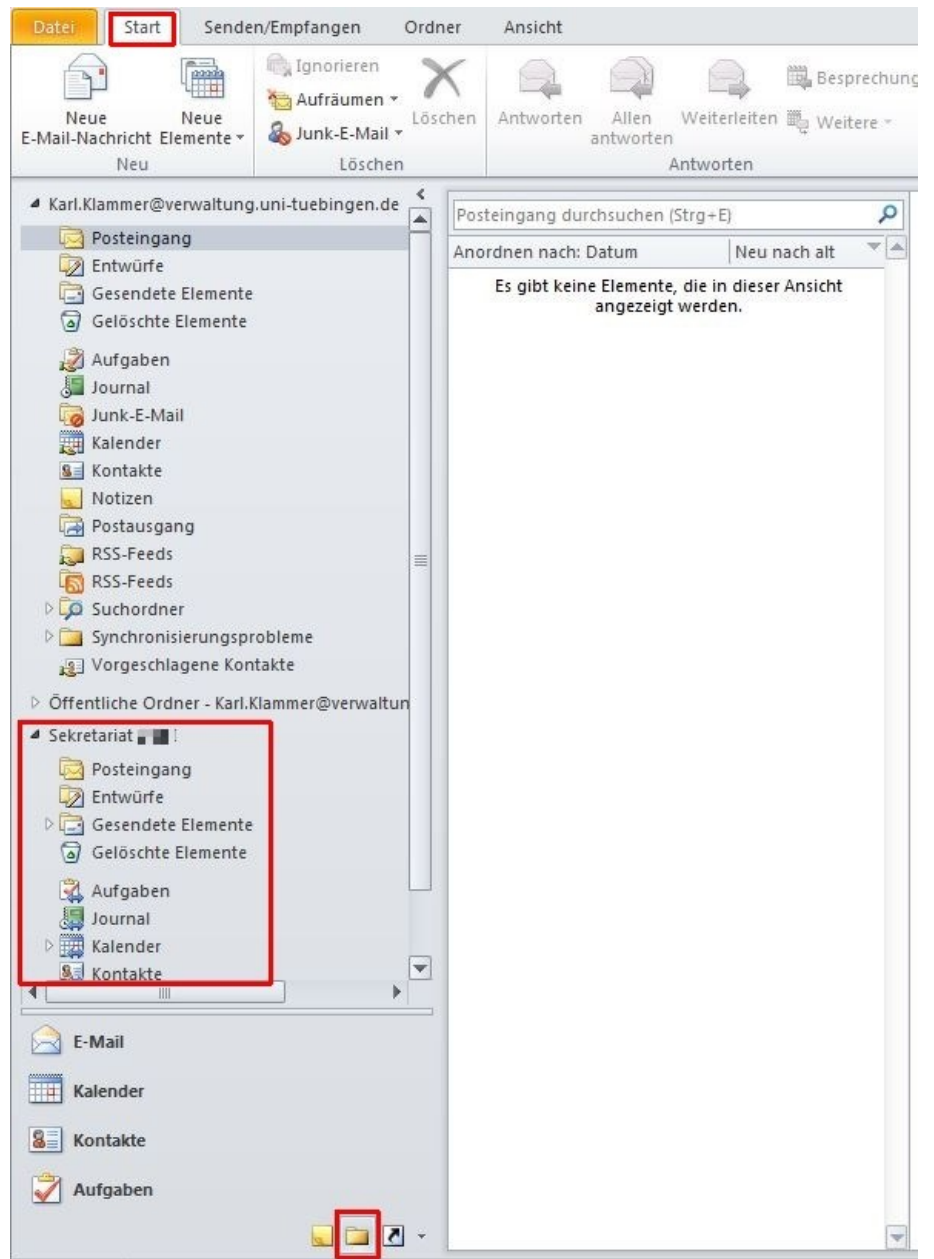 Datei Start Senden/Empfangen Ordner Ansicht
Ignorieren
Aufräumen
Junk-E-Mail
Neue E-Mail-Nachricht
Neue Elemente
Löschen
Antworten
Allen antworten
Weiterleiten
Besprechung
Weitere
Neu Löschen Antworten
Karl.Klammer@verwaltung.uni-tuebingen.de
Posteingang
Entwürfe
Gesendete Elemente
Gelöschte Elemente
Aufgaben
Journal
Junk-E-Mail
Kalender
Kontakte
Notizen
Postausgang
RSS-Feeds
RSS-Feeds
Suchordner
Synchronisierungsprobleme
Vorgeschlagene Kontakte
Öffentliche Ordner - Karl.Klammer@verwaltun
Sekretariat
Posteingang
Entwürfe
Gesendete Elemente
Gelöschte Elemente
Aufgaben
Journal
Kalender
Kontakte
E-Mail
Kalender
Kontakte
Aufgaben
Posteingang durchsuchen (Strg+E)
Anordnen nach: Datum Neu nach alt
Es gibt keine Elemente, die in dieser Ansicht
angezeigt werden.